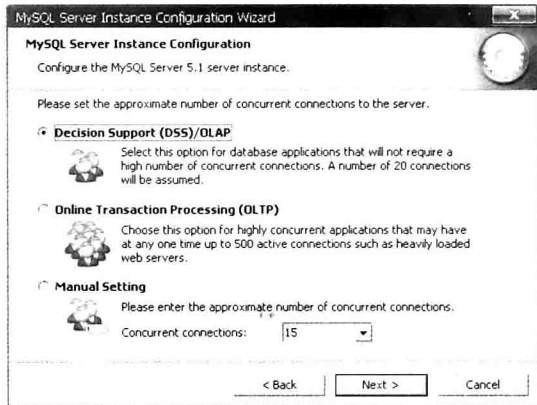 MySQL Server Instance Configuration Wizard
MySQL Server Instance Configuration
Configure the MySQL Server 5.1 server instance.
Please set the approximate number of concurrent connections to the server.
Decision Support (DSS)/OLAP
Select this option for database applications that will not require a
high number of concurrent connections. A number of 20 connections
will be assumed.
Online Transaction Processing (OLTP)
Choose this option for highly concurrent applications that may have
at any one time up to 500 active connections such as heavily loaded
web servers.
Manual Setting
Please enter the approximate number of concurrent connections.
Concurrent connections: 15
< Back Next > Cancel